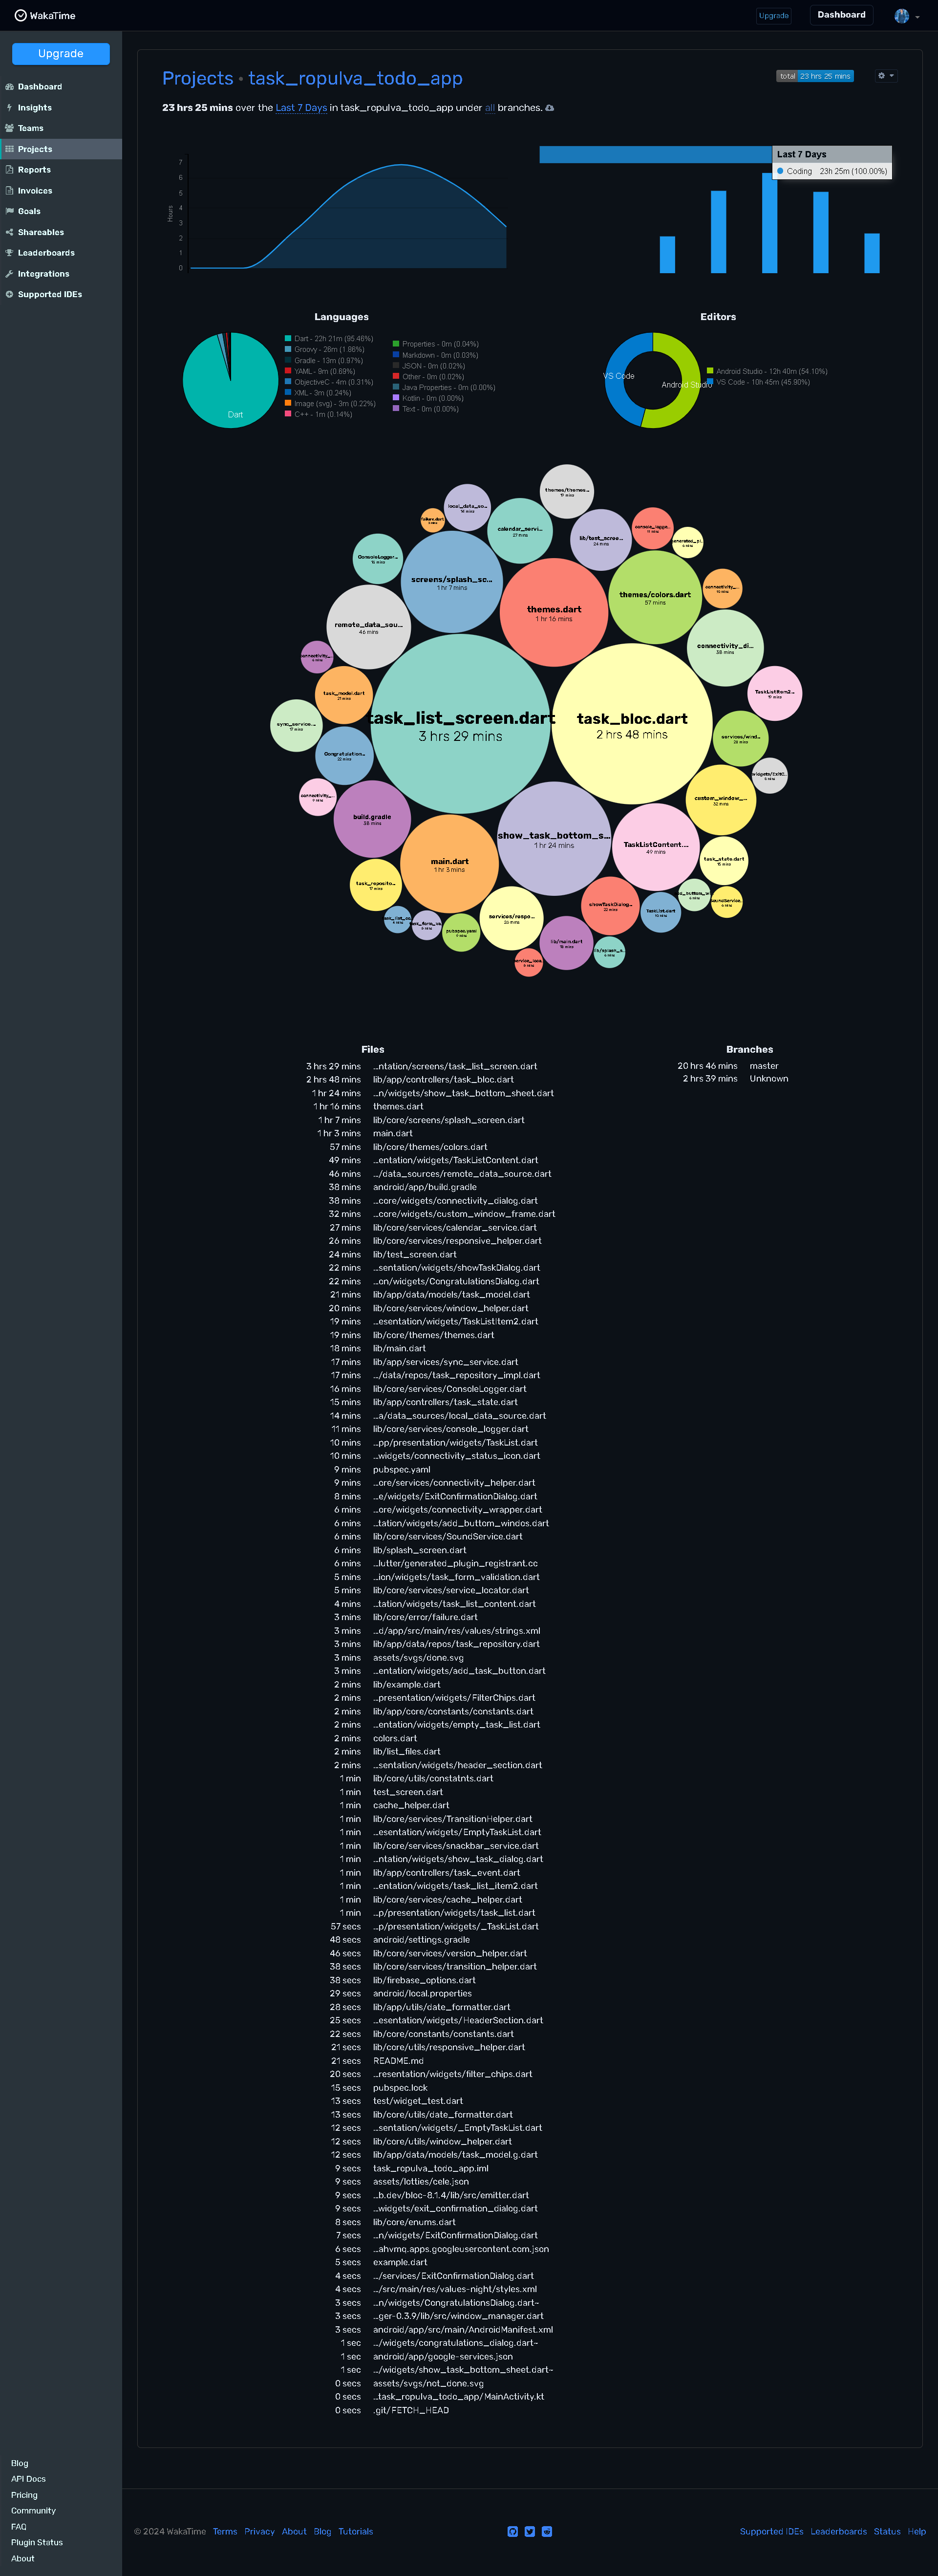 WakaTime
Upgrade
Dashboard
Upgrade
Dashboard
Insights
Teams
Projects
Reports
Invoices
Goals
Shareables
Leaderboards
Integrations
Supported IDEs
Projects • task_ropulva_todo_app
total 23 hrs 25 mins
23 hrs 25 mins over the Last 7 Days in task_ropulva_todo_app under all branches.
Hours
7
6
5
4
3
2
1
0
Last 7 Days
Coding 23h 25m (100.00%)
Languages
Dart
Dart - 22h 21m (95.46%)
Groovy - 26m (1.86%)
Gradle - 13m (0.97%)
YAML - 9m (0.69%)
ObjectiveC - 4m (0.31%)
XML - 3m (0.24%)
Image (svg) - 3m (0.22%)
C++ - 1m (0.14%)
Properties - 0m (0.04%)
Markdown - 0m (0.03%)
JSON - 0m (0.02%)
Other - 0m (0.02%)
Java Properties - 0m (0.00%)
Kotlin - 0m (0.00%)
Text - 0m (0.00%)
Editors
VS Code
Android Studio
Android Studio - 12h 40m (54.10%)
VS Code - 10h 45m (45.90%)
themes/themes...
19 mins
local_data_so...
14 mins
failure.dart
calendar_servi...
27 mins
lib/test_scree...
24 mins
console_logge...
11 mins
ConsoleLogger...
16 mins
screens/splash_sc...
1 hr 7 mins
themes.dart
1 hr 16 mins
themes/colors.dart
57 mins
connectivity_...
10 mins
remote_data_sou...
46 mins
connectivity_di...
38 mins
connectivity_...
6 mins
task_model.dart
21 mins
TaskListItem2...
19 mins
sync_service....
17 mins
task_list_screen.dart
3 hrs 29 mins
task_bloc.dart
2 hrs 48 mins
services/wind...
20 mins
Congratulation...
22 mins
widgets/ExitC...
8 mins
connectivity_...
9 mins
custom_window_...
32 mins
build.gradle
38 mins
show_task_bottom_s...
1 hr 24 mins
TaskListContent....
49 mins
main.dart
1 hr 3 mins
task_state.dart
15 mins
task_reposito...
17 mins
services/respo...
26 mins
showTaskDialog...
22 mins
TaskList.dart
10 mins
SoundService.
6 mins
pubspec.yaml
9 mins
lib/main.dart
18 mins
lib/splash_s...
6 mins
Files
3 hrs 29 mins …ntation/screens/task_list_screen.dart
2 hrs 48 mins lib/app/controllers/task_bloc.dart
1 hr 24 mins …n/widgets/show_task_bottom_sheet.dart
1 hr 16 mins themes.dart
1 hr 7 mins lib/core/screens/splash_screen.dart
1 hr 3 mins main.dart
57 mins lib/core/themes/colors.dart
49 mins …entation/widgets/TaskListContent.dart
46 mins …/data_sources/remote_data_source.dart
38 mins android/app/build.gradle
38 mins …core/widgets/connectivity_dialog.dart
32 mins …core/widgets/custom_window_frame.dart
27 mins lib/core/services/calendar_service.dart
26 mins lib/core/services/responsive_helper.dart
24 mins lib/test_screen.dart
22 mins …sentation/widgets/showTaskDialog.dart
22 mins …on/widgets/CongratulationsDialog.dart
21 mins lib/app/data/models/task_model.dart
20 mins lib/core/services/window_helper.dart
19 mins …esentation/widgets/TaskListItem2.dart
19 mins lib/core/themes/themes.dart
18 mins lib/main.dart
17 mins lib/app/services/sync_service.dart
17 mins …/data/repos/task_repository_impl.dart
16 mins lib/core/services/ConsoleLogger.dart
15 mins lib/app/controllers/task_state.dart
14 mins …a/data_sources/local_data_source.dart
11 mins lib/core/services/console_logger.dart
10 mins …pp/presentation/widgets/TaskList.dart
10 mins …widgets/connectivity_status_icon.dart
9 mins pubspec.yaml
9 mins …ore/services/connectivity_helper.dart
8 mins …e/widgets/ExitConfirmationDialog.dart
6 mins …ore/widgets/connectivity_wrapper.dart
6 mins …tation/widgets/add_buttom_windos.dart
6 mins lib/core/services/SoundService.dart
6 mins lib/splash_screen.dart
6 mins …lutter/generated_plugin_registrant.cc
5 mins …ion/widgets/task_form_validation.dart
5 mins lib/core/services/service_locator.dart
4 mins …tation/widgets/task_list_content.dart
3 mins lib/core/error/failure.dart
3 mins …d/app/src/main/res/values/strings.xml
3 mins lib/app/data/repos/task_repository.dart
3 mins assets/svgs/done.svg
3 mins …entation/widgets/add_task_button.dart
2 mins lib/example.dart
2 mins …presentation/widgets/FilterChips.dart
2 mins lib/app/core/constants/constants.dart
2 mins …entation/widgets/empty_task_list.dart
2 mins colors.dart
2 mins lib/list_files.dart
2 mins …sentation/widgets/header_section.dart
1 min lib/core/utils/constatnts.dart
1 min test_screen.dart
1 min cache_helper.dart
1 min lib/core/services/TransitionHelper.dart
1 min …esentation/widgets/EmptyTaskList.dart
1 min lib/core/services/snackbar_service.dart
1 min …ntation/widgets/show_task_dialog.dart
1 min lib/app/controllers/task_event.dart
1 min …entation/widgets/task_list_item2.dart
1 min lib/core/services/cache_helper.dart
1 min …p/presentation/widgets/task_list.dart
57 secs …p/presentation/widgets/_TaskList.dart
48 secs android/settings.gradle
46 secs lib/core/services/version_helper.dart
38 secs lib/core/services/transition_helper.dart
38 secs lib/firebase_options.dart
29 secs android/local.properties
28 secs lib/app/utils/date_formatter.dart
25 secs …esentation/widgets/HeaderSection.dart
22 secs lib/core/constants/constants.dart
21 secs lib/core/utils/responsive_helper.dart
21 secs README.md
20 secs …resentation/widgets/filter_chips.dart
15 secs pubspec.lock
13 secs test/widget_test.dart
13 secs lib/core/utils/date_formatter.dart
12 secs …sentation/widgets/_EmptyTaskList.dart
12 secs lib/core/utils/window_helper.dart
12 secs lib/app/data/models/task_model.g.dart
9 secs task_ropulva_todo_app.iml
9 secs assets/lotties/cele.json
9 secs …b.dev/bloc-8.1.4/lib/src/emitter.dart
9 secs …widgets/exit_confirmation_dialog.dart
8 secs lib/core/enums.dart
7 secs …n/widgets/ExitConfirmationDialog.dart
6 secs …ahvmq.apps.googleusercontent.com.json
5 secs example.dart
4 secs …/services/ExitConfirmationDialog.dart
4 secs …/src/main/res/values-night/styles.xml
3 secs …n/widgets/CongratulationsDialog.dart~
3 secs …ger-0.3.9/lib/src/window_manager.dart
3 secs android/app/src/main/AndroidManifest.xml
1 sec …/widgets/congratulations_dialog.dart~
1 sec android/app/google-services.json
1 sec …/widgets/show_task_bottom_sheet.dart~
0 secs assets/svgs/not_done.svg
0 secs …task_ropulva_todo_app/MainActivity.kt
0 secs .git/FETCH_HEAD
Branches
20 hrs 46 mins master
2 hrs 39 mins Unknown
Blog
API Docs
Pricing
Community
FAQ
Plugin Status
About
© 2024 WakaTime Terms Privacy About Blog Tutorials
Supported IDEs Leaderboards Status Help